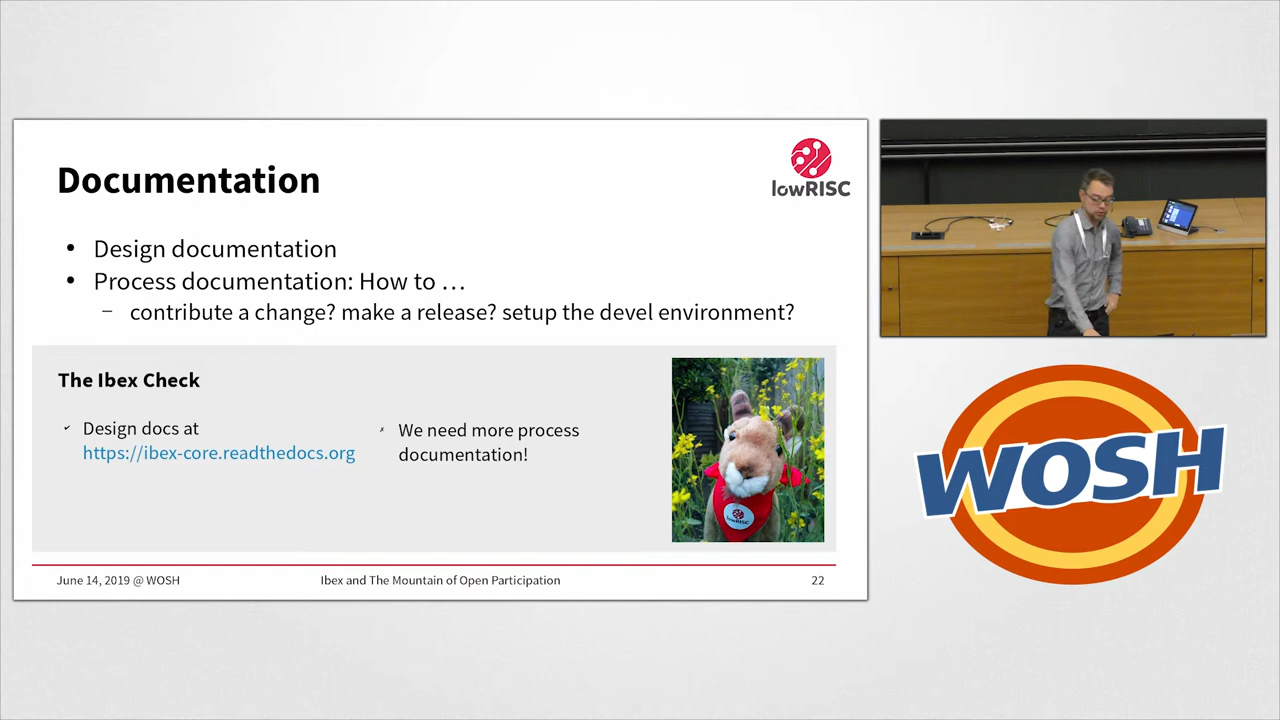 Documentation
lowRISC
• Design documentation
• Process documentation: How to …
– contribute a change? make a release? setup the devel environment?
The Ibex Check
✓ Design docs at
https://ibex-core.readthedocs.org
✗ We need more process
documentation!
lowRISC
June 14, 2019 @ WOSH
Ibex and The Mountain of Open Participation
22
WOSH